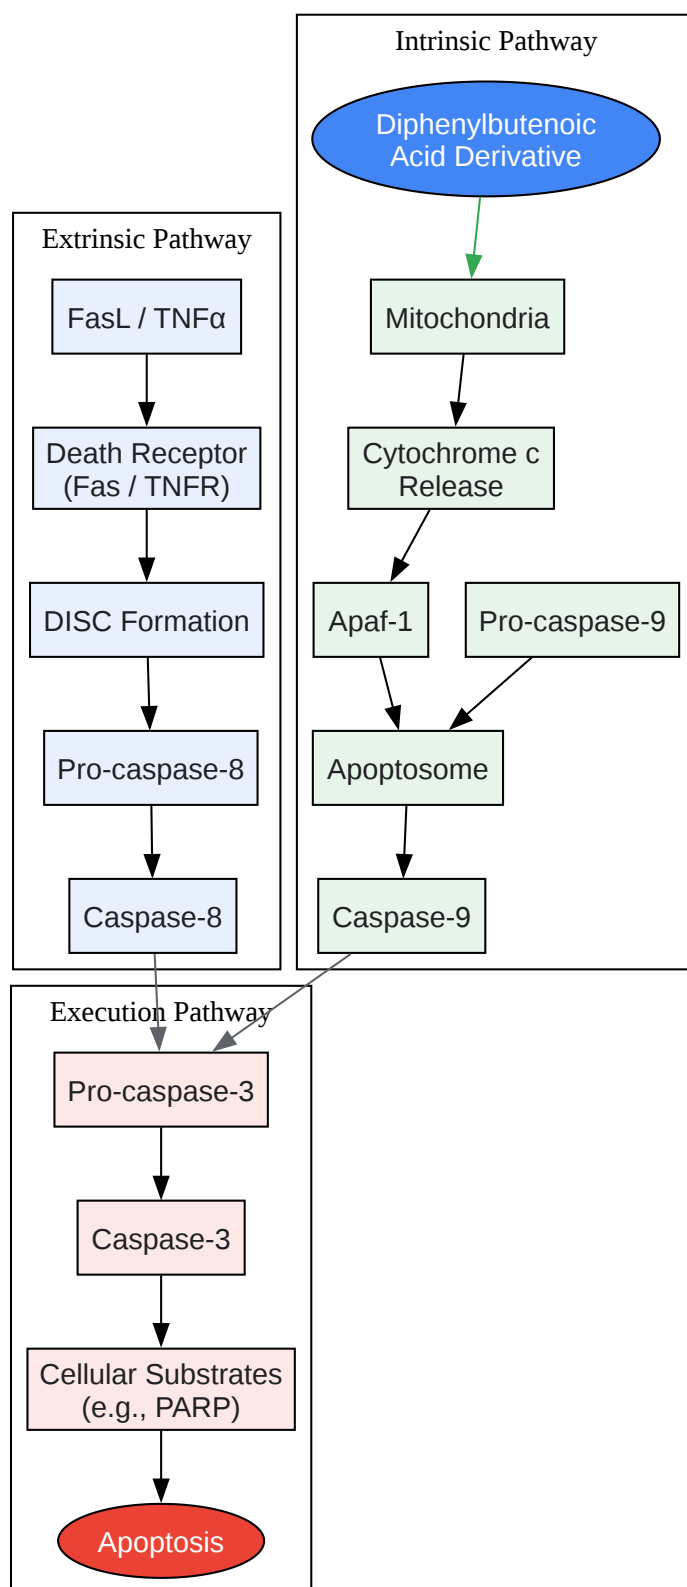 Intrinsic Pathway
Diphenylbutenoic
Acid Derivative
Mitochondria
Cytochrome c
Release
Apaf-1
Pro-caspase-9
Apoptosome
Caspase-9
Extrinsic Pathway
FasL / TNFα
Death Receptor
(Fas / TNFR)
DISC Formation
Pro-caspase-8
Caspase-8
Execution Pathway
Pro-caspase-3
Caspase-3
Cellular Substrates
(e.g., PARP)
Apoptosis